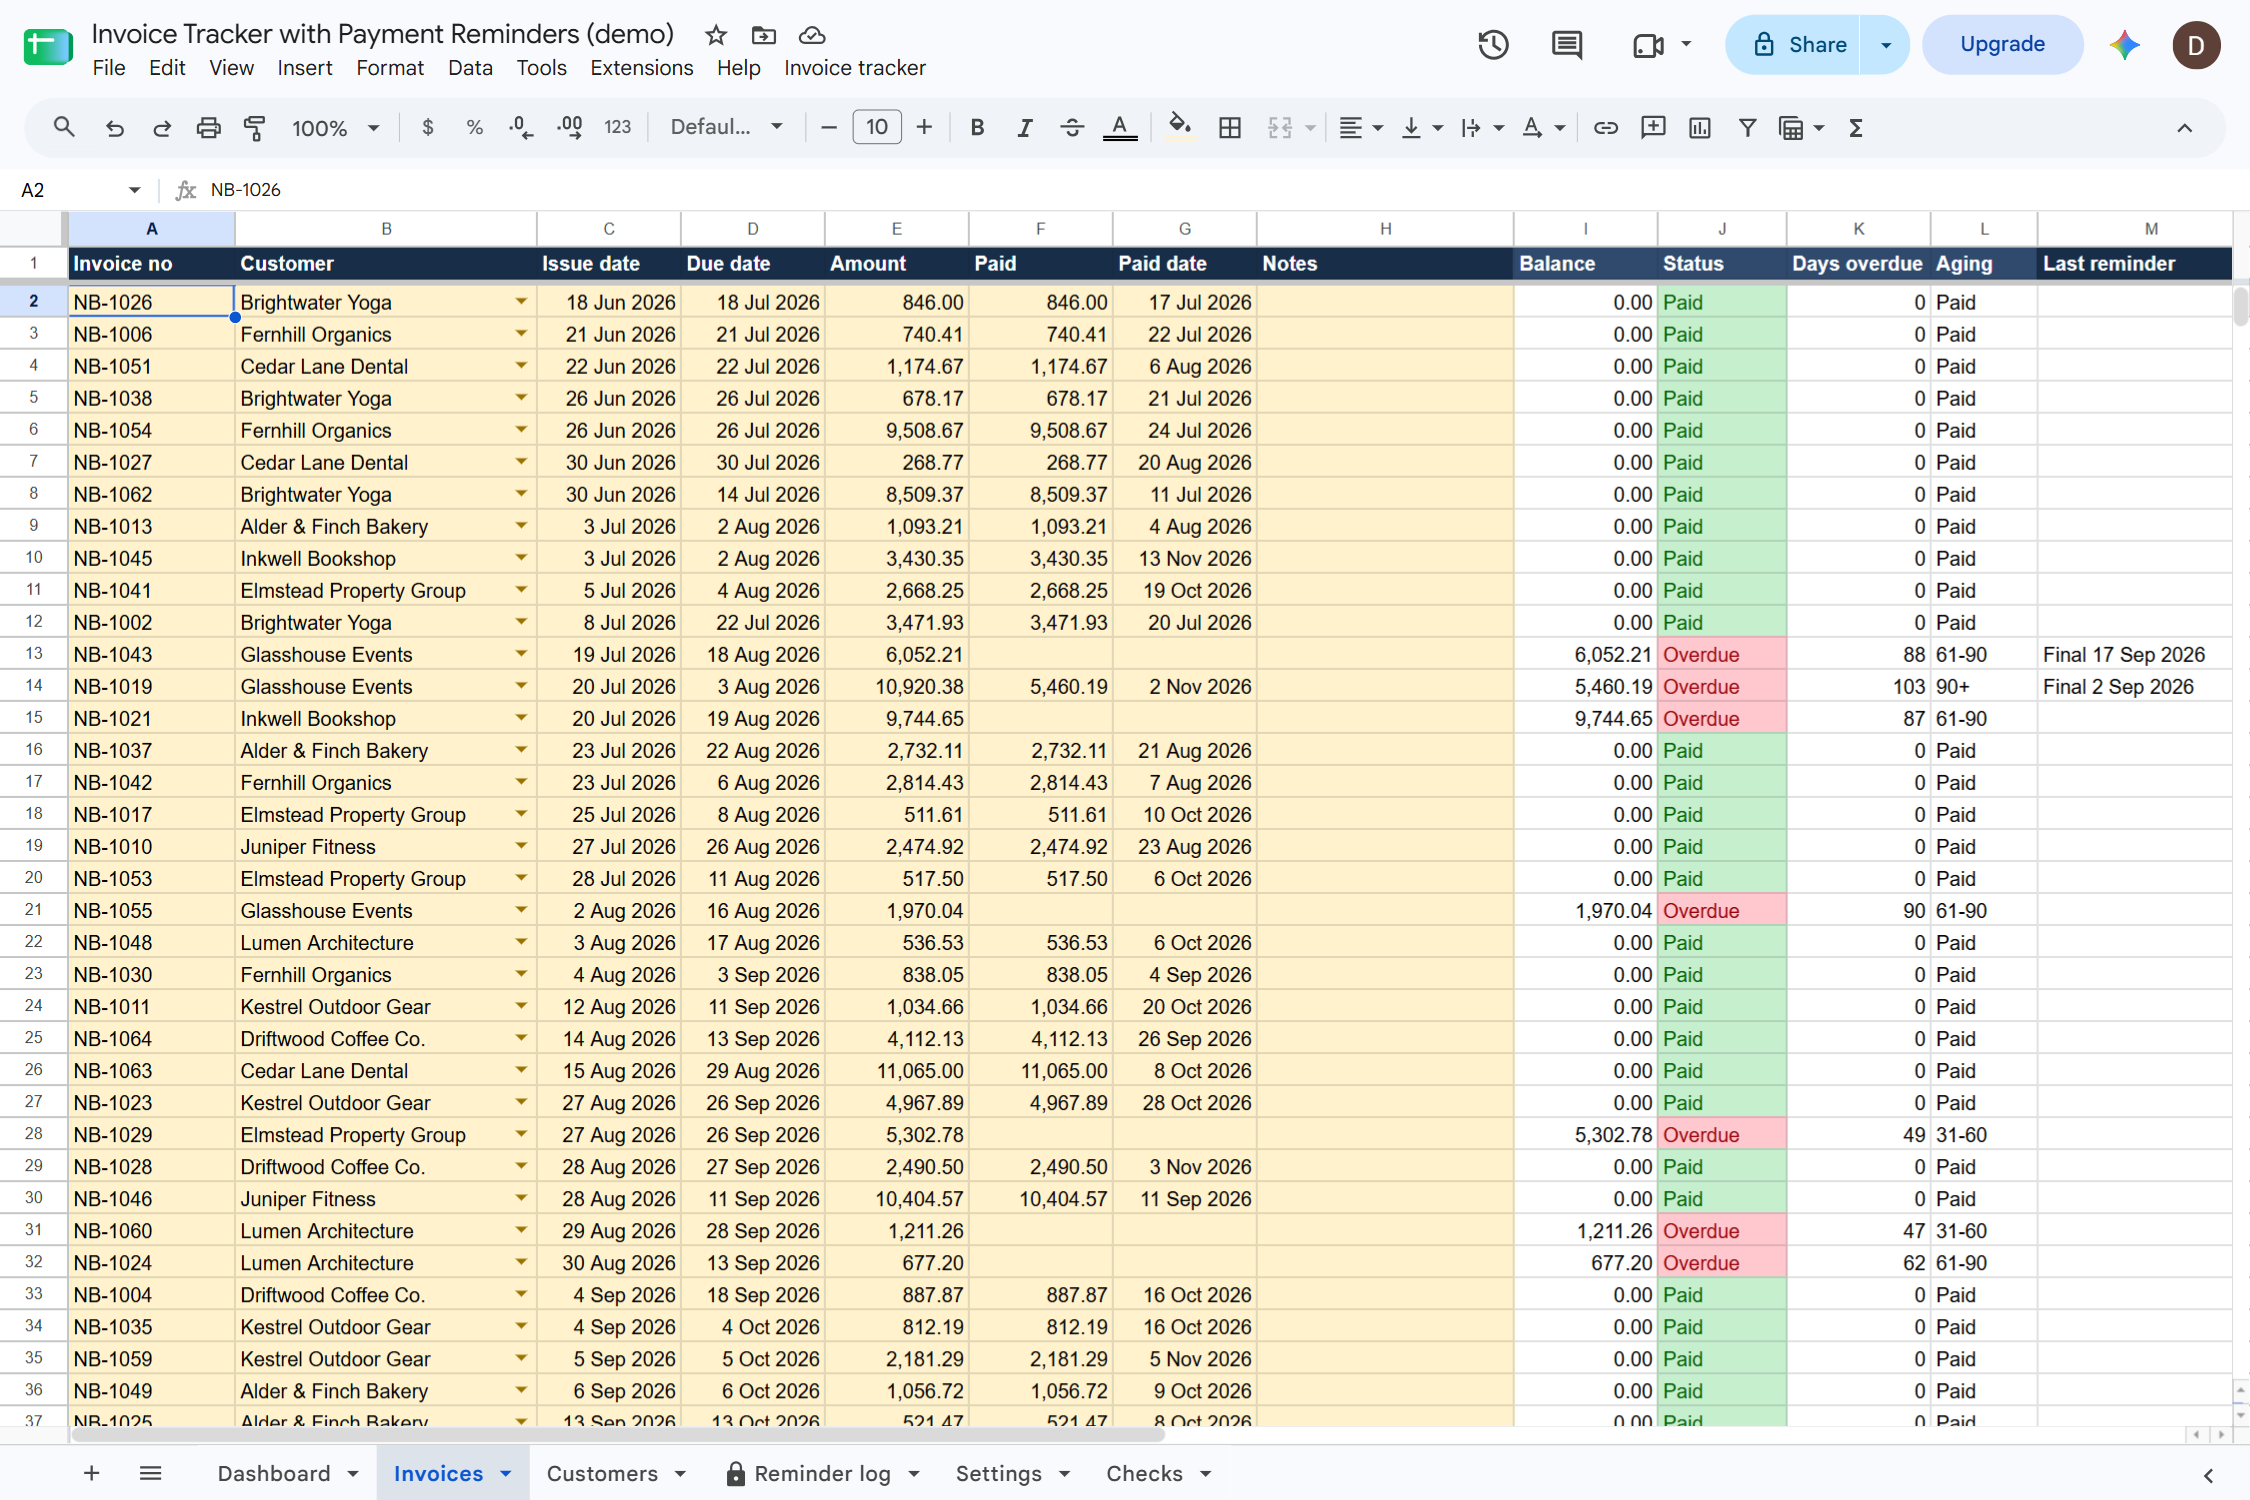 Invoice Tracker with Payment Reminders (demo)
File Edit View Insert Format Data Tools Extensions Help Invoice tracker
Share
Upgrade
D
100% $ % .0 .00 123 Defaul... 10 B I A
A2 fx NB-1026
A B C D E F G H I J K L M
1 Invoice no Customer Issue date Due date Amount Paid Paid date Notes Balance Status Days overdue Aging Last reminder
2 NB-1026 Brightwater Yoga 18 Jun 2026 18 Jul 2026 846.00 846.00 17 Jul 2026 0.00 Paid 0 Paid
3 NB-1006 Fernhill Organics 21 Jun 2026 21 Jul 2026 740.41 740.41 22 Jul 2026 0.00 Paid 0 Paid
4 NB-1051 Cedar Lane Dental 22 Jun 2026 22 Jul 2026 1,174.67 1,174.67 6 Aug 2026 0.00 Paid 0 Paid
5 NB-1038 Brightwater Yoga 26 Jun 2026 26 Jul 2026 678.17 678.17 21 Jul 2026 0.00 Paid 0 Paid
6 NB-1054 Fernhill Organics 26 Jun 2026 26 Jul 2026 9,508.67 9,508.67 24 Jul 2026 0.00 Paid 0 Paid
7 NB-1027 Cedar Lane Dental 30 Jun 2026 30 Jul 2026 268.77 268.77 20 Aug 2026 0.00 Paid 0 Paid
8 NB-1062 Brightwater Yoga 30 Jun 2026 14 Jul 2026 8,509.37 8,509.37 11 Jul 2026 0.00 Paid 0 Paid
9 NB-1013 Alder & Finch Bakery 3 Jul 2026 2 Aug 2026 1,093.21 1,093.21 4 Aug 2026 0.00 Paid 0 Paid
10 NB-1045 Inkwell Bookshop 3 Jul 2026 2 Aug 2026 3,430.35 3,430.35 13 Nov 2026 0.00 Paid 0 Paid
11 NB-1041 Elmstead Property Group 5 Jul 2026 4 Aug 2026 2,668.25 2,668.25 19 Oct 2026 0.00 Paid 0 Paid
12 NB-1002 Brightwater Yoga 8 Jul 2026 22 Jul 2026 3,471.93 3,471.93 20 Jul 2026 0.00 Paid 0 Paid
13 NB-1043 Glasshouse Events 19 Jul 2026 18 Aug 2026 6,052.21 6,052.21 Overdue 88 61-90 Final 17 Sep 2026
14 NB-1019 Glasshouse Events 20 Jul 2026 3 Aug 2026 10,920.38 5,460.19 2 Nov 2026 5,460.19 Overdue 103 90+ Final 2 Sep 2026
15 NB-1021 Inkwell Bookshop 20 Jul 2026 19 Aug 2026 9,744.65 9,744.65 Overdue 87 61-90
16 NB-1037 Alder & Finch Bakery 23 Jul 2026 22 Aug 2026 2,732.11 2,732.11 21 Aug 2026 0.00 Paid 0 Paid
17 NB-1042 Fernhill Organics 23 Jul 2026 6 Aug 2026 2,814.43 2,814.43 7 Aug 2026 0.00 Paid 0 Paid
18 NB-1017 Elmstead Property Group 25 Jul 2026 8 Aug 2026 511.61 511.61 10 Oct 2026 0.00 Paid 0 Paid
19 NB-1010 Juniper Fitness 27 Jul 2026 26 Aug 2026 2,474.92 2,474.92 23 Aug 2026 0.00 Paid 0 Paid
20 NB-1053 Elmstead Property Group 28 Jul 2026 11 Aug 2026 517.50 517.50 6 Oct 2026 0.00 Paid 0 Paid
21 NB-1055 Glasshouse Events 2 Aug 2026 16 Aug 2026 1,970.04 1,970.04 Overdue 90 61-90
22 NB-1048 Lumen Architecture 3 Aug 2026 17 Aug 2026 536.53 536.53 6 Oct 2026 0.00 Paid 0 Paid
23 NB-1030 Fernhill Organics 4 Aug 2026 3 Sep 2026 838.05 838.05 4 Sep 2026 0.00 Paid 0 Paid
24 NB-1011 Kestrel Outdoor Gear 12 Aug 2026 11 Sep 2026 1,034.66 1,034.66 20 Oct 2026 0.00 Paid 0 Paid
25 NB-1064 Driftwood Coffee Co. 14 Aug 2026 13 Sep 2026 4,112.13 4,112.13 26 Sep 2026 0.00 Paid 0 Paid
26 NB-1063 Cedar Lane Dental 15 Aug 2026 29 Aug 2026 11,065.00 11,065.00 8 Oct 2026 0.00 Paid 0 Paid
27 NB-1023 Kestrel Outdoor Gear 27 Aug 2026 26 Sep 2026 4,967.89 4,967.89 28 Oct 2026 0.00 Paid 0 Paid
28 NB-1029 Elmstead Property Group 27 Aug 2026 26 Sep 2026 5,302.78 5,302.78 Overdue 49 31-60
29 NB-1028 Driftwood Coffee Co. 28 Aug 2026 27 Sep 2026 2,490.50 2,490.50 3 Nov 2026 0.00 Paid 0 Paid
30 NB-1046 Juniper Fitness 28 Aug 2026 11 Sep 2026 10,404.57 10,404.57 11 Sep 2026 0.00 Paid 0 Paid
31 NB-1060 Lumen Architecture 29 Aug 2026 28 Sep 2026 1,211.26 1,211.26 Overdue 47 31-60
32 NB-1024 Lumen Architecture 30 Aug 2026 13 Sep 2026 677.20 677.20 Overdue 62 61-90
33 NB-1004 Driftwood Coffee Co. 4 Sep 2026 18 Sep 2026 887.87 887.87 16 Oct 2026 0.00 Paid 0 Paid
34 NB-1035 Kestrel Outdoor Gear 4 Sep 2026 4 Oct 2026 812.19 812.19 16 Oct 2026 0.00 Paid 0 Paid
35 NB-1059 Kestrel Outdoor Gear 5 Sep 2026 5 Oct 2026 2,181.29 2,181.29 5 Nov 2026 0.00 Paid 0 Paid
36 NB-1049 Alder & Finch Bakery 6 Sep 2026 6 Oct 2026 1,056.72 1,056.72 9 Oct 2026 0.00 Paid 0 Paid
37 NB-1025 Alder & Finch Bakery 13 Sep 2026 13 Oct 2026 521.47 521.47 8 Oct 2026 0.00 Paid 0 Paid
Dashboard Invoices Customers Reminder log Settings Checks